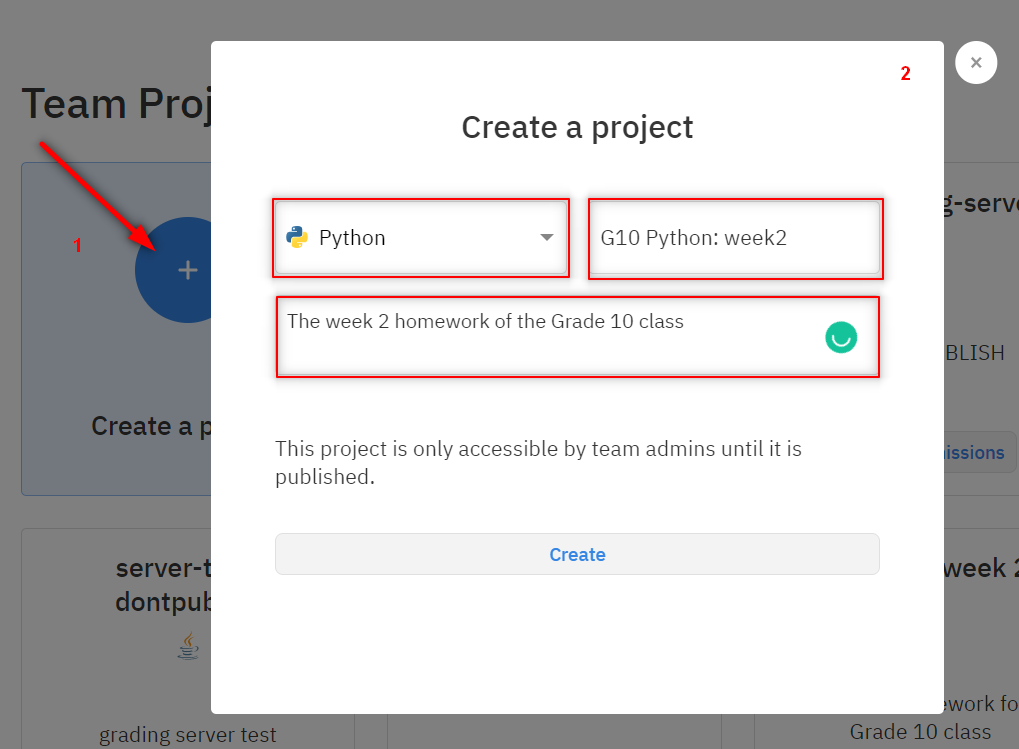 2
Team Proj
Create a project
g-serve
1
Python
G10 Python: week2
+
The week 2 homework of the Grade 10 class
BLISH
Create a p
This project is only accessible by team admins until it is
published.
issions
Create
server-t
dontpub
week 2
ework fo
grading server test
Grade 10 class